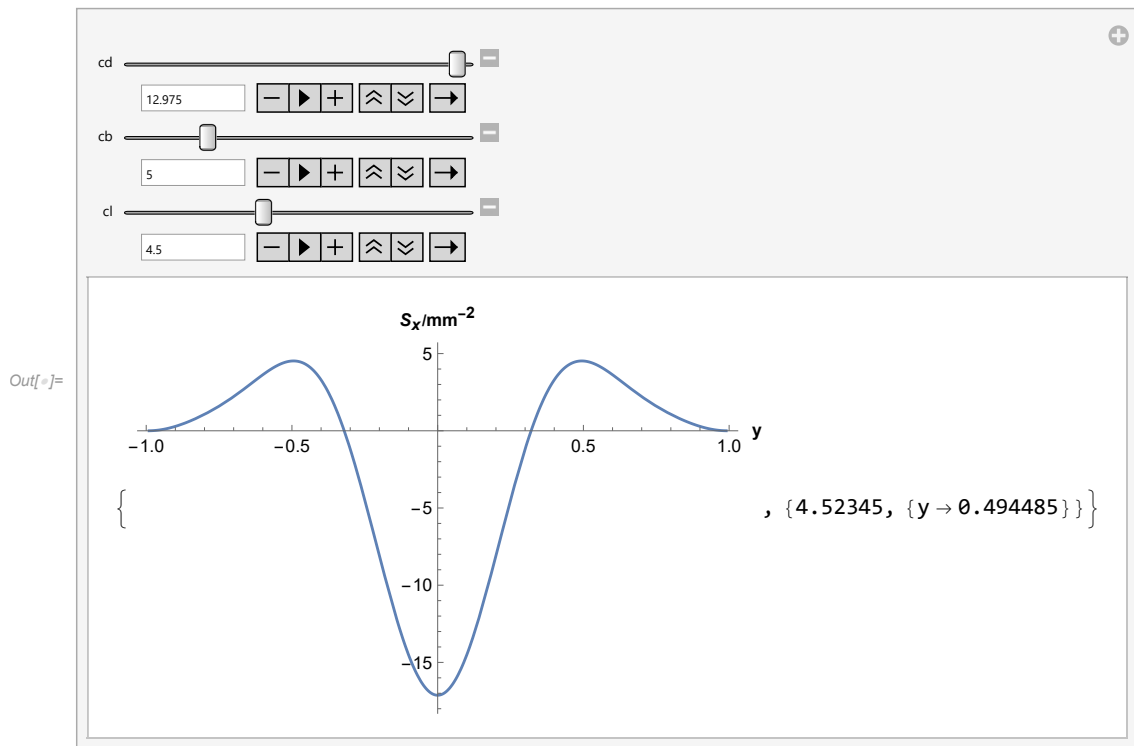 cd
12.975
cb
5
cl
4.5
Out[•]=
Sₓ/mm⁻²
5
-1.0 -0.5 0.5 1.0 y
-5
-10
-15
{ , {4.52345, {y → 0.494485}}}